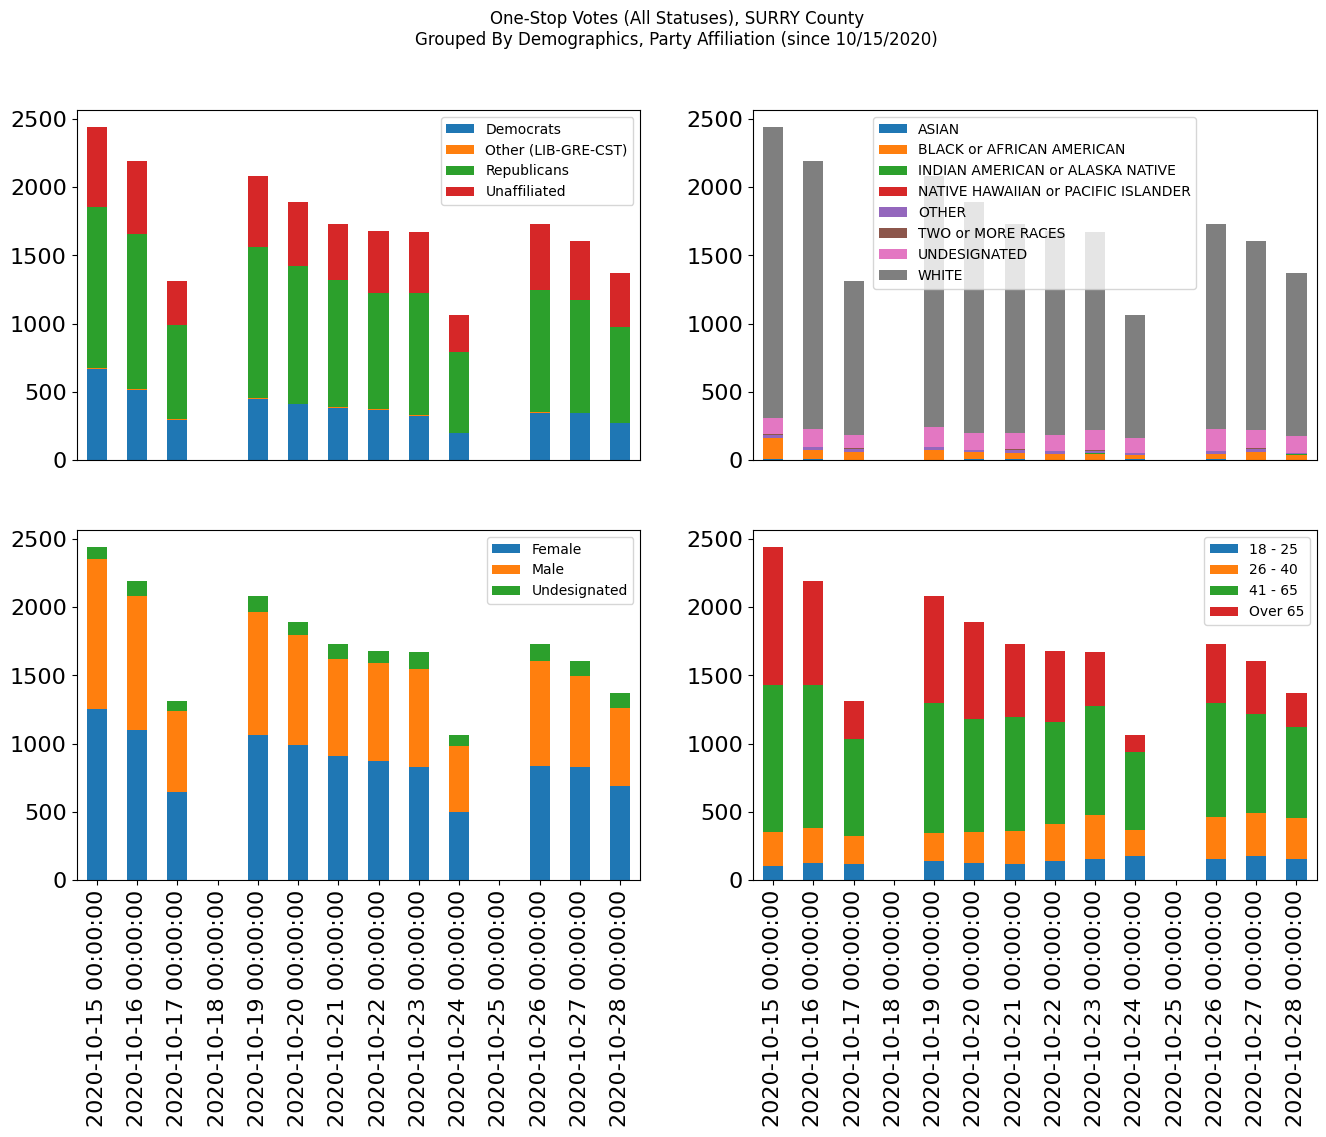 One-Stop Votes (All Statuses), SURRY County
Grouped By Demographics, Party Affiliation (since 10/15/2020)
2500
2000
1500
1000
500
0
Democrats
Other (LIB-GRE-CST)
Republicans
Unaffiliated
2500
2000
1500
1000
500
0
ASIAN
BLACK or AFRICAN AMERICAN
INDIAN AMERICAN or ALASKA NATIVE
NATIVE HAWAIIAN or PACIFIC ISLANDER
OTHER
TWO or MORE RACES
UNDESIGNATED
WHITE
2500
2000
1500
1000
500
0
Female
Male
Undesignated
2020-10-15 00:00:00
2020-10-16 00:00:00
2020-10-17 00:00:00
2020-10-18 00:00:00
2020-10-19 00:00:00
2020-10-20 00:00:00
2020-10-21 00:00:00
2020-10-22 00:00:00
2020-10-23 00:00:00
2020-10-24 00:00:00
2020-10-25 00:00:00
2020-10-26 00:00:00
2020-10-27 00:00:00
2020-10-28 00:00:00
2500
2000
1500
1000
500
0
18 - 25
26 - 40
41 - 65
Over 65
2020-10-15 00:00:00
2020-10-16 00:00:00
2020-10-17 00:00:00
2020-10-18 00:00:00
2020-10-19 00:00:00
2020-10-20 00:00:00
2020-10-21 00:00:00
2020-10-22 00:00:00
2020-10-23 00:00:00
2020-10-24 00:00:00
2020-10-25 00:00:00
2020-10-26 00:00:00
2020-10-27 00:00:00
2020-10-28 00:00:00